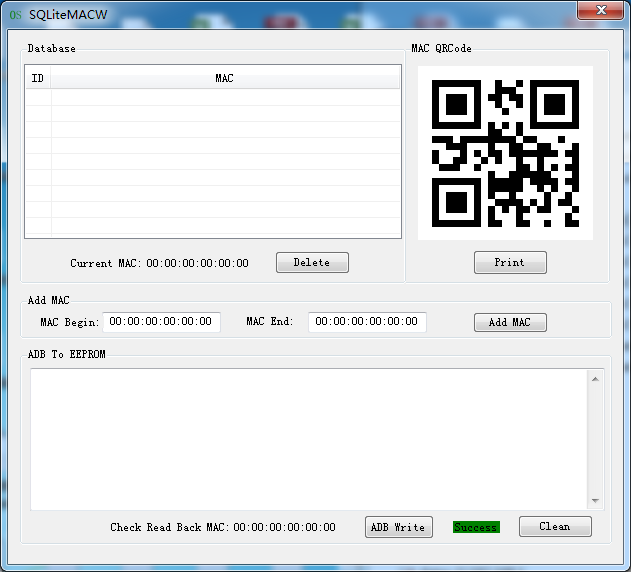 OS SQLiteMACW
Database
MAC QRCode
ID MAC
Current MAC: 00:00:00:00:00:00
Delete
Print
Add MAC
MAC Begin: 00:00:00:00:00:00
MAC End: 00:00:00:00:00:00
Add MAC
ADB To EEPROM
Check Read Back MAC: 00:00:00:00:00:00
ADB Write
Success
Clean